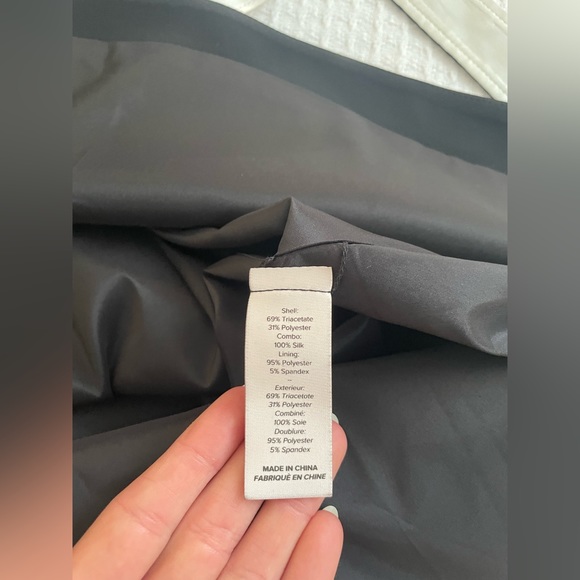 Shell:
69% Triacetate
31% Polyester
Combo:
100% Silk
Lining:
95% Polyester
5% Spandex
--
Exterieur:
69% Triacetate
31% Polyester
Combiné:
100% Soie
Doublure:
95% Polyester
5% Spandex
MADE IN CHINA
FABRIQUÉ EN CHINE